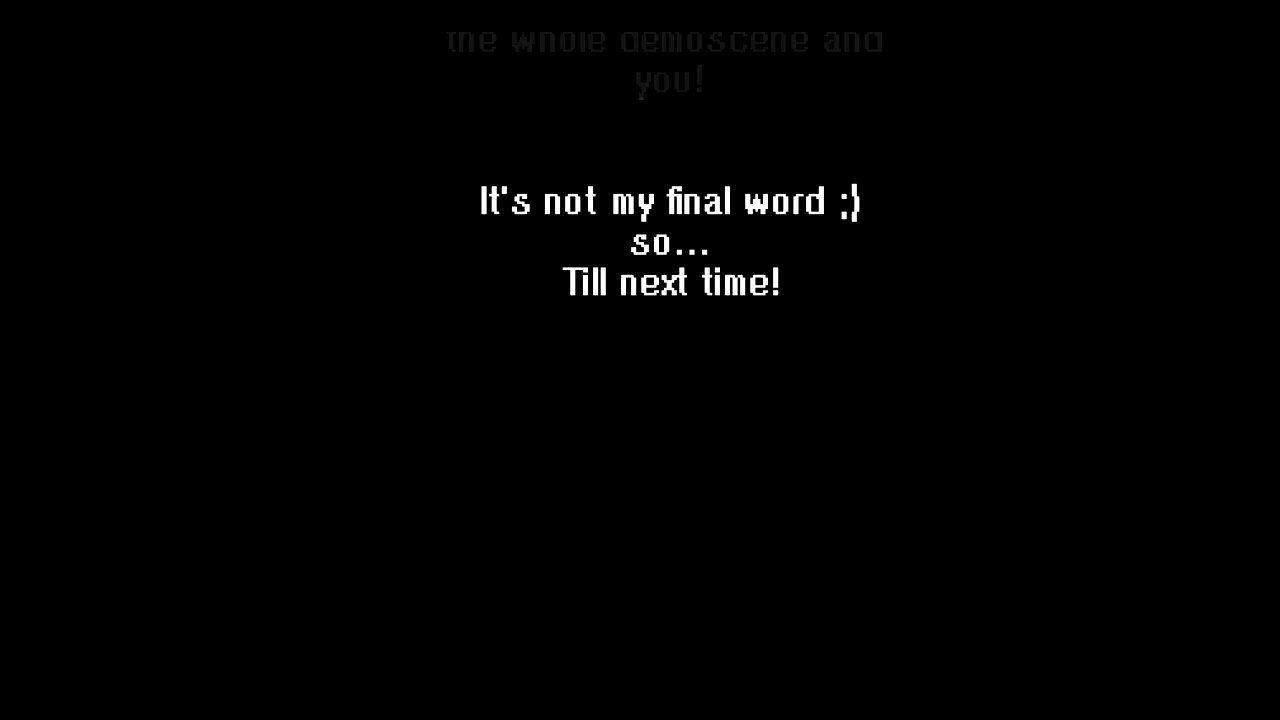 the whole demoscene and
you!
It's not my final word :)
so...
Till next time!